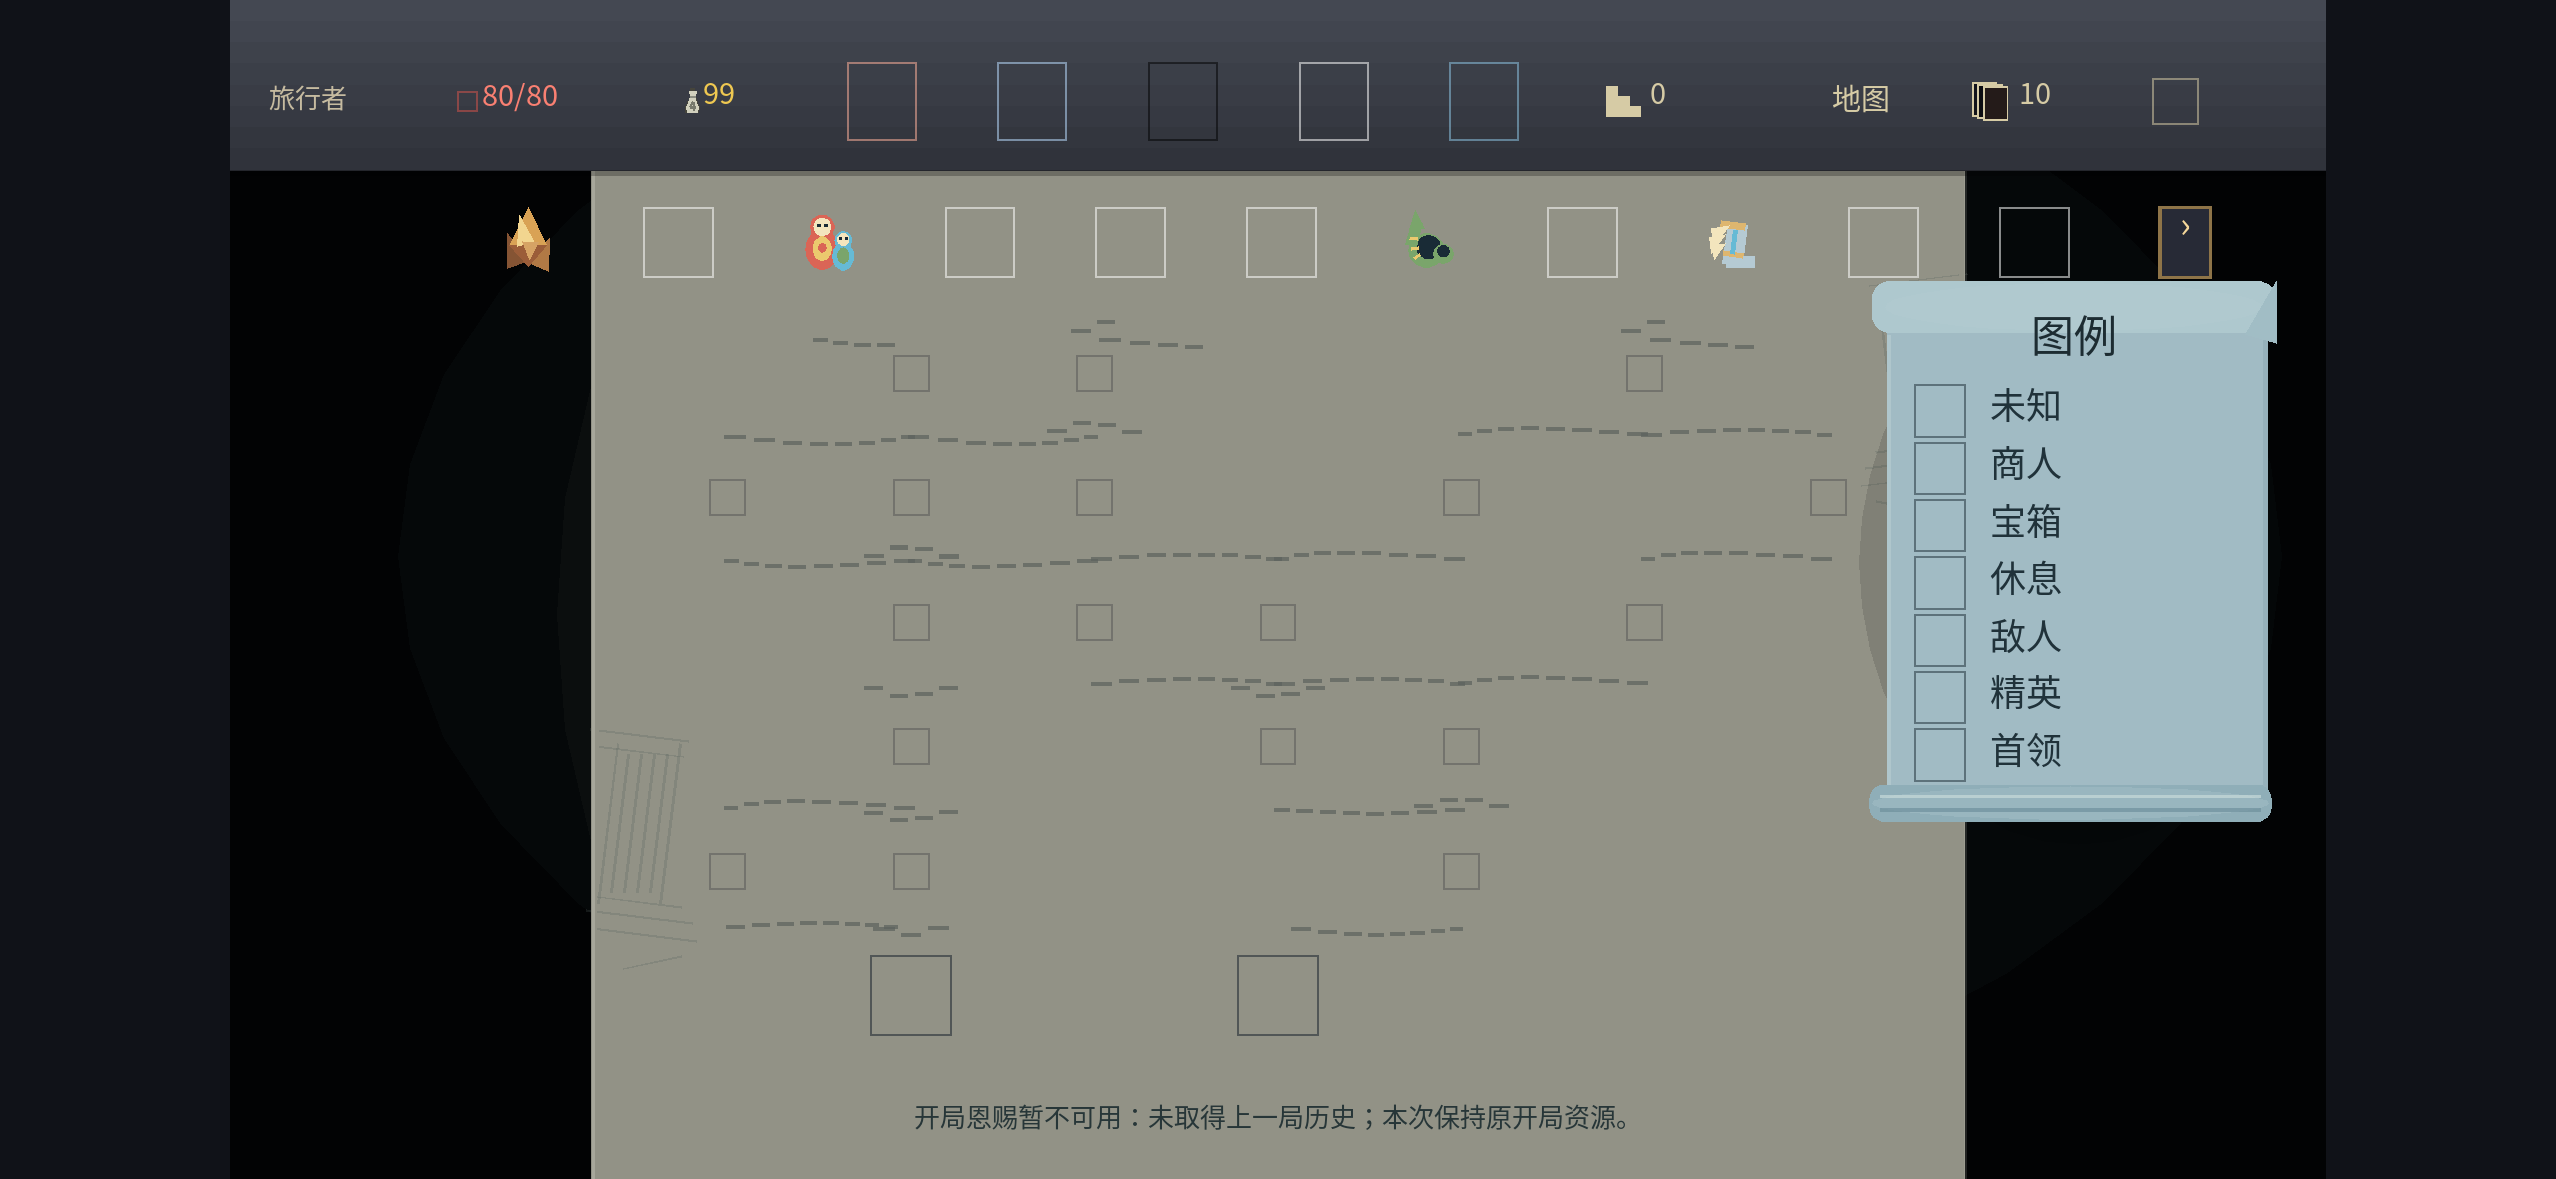 旅行者
80/80
99
0
地图
10
›
图例
未知
商人
宝箱
休息
敌人
精英
首领
开局恩赐暂不可用：未取得上一局历史；本次保持原开局资源。